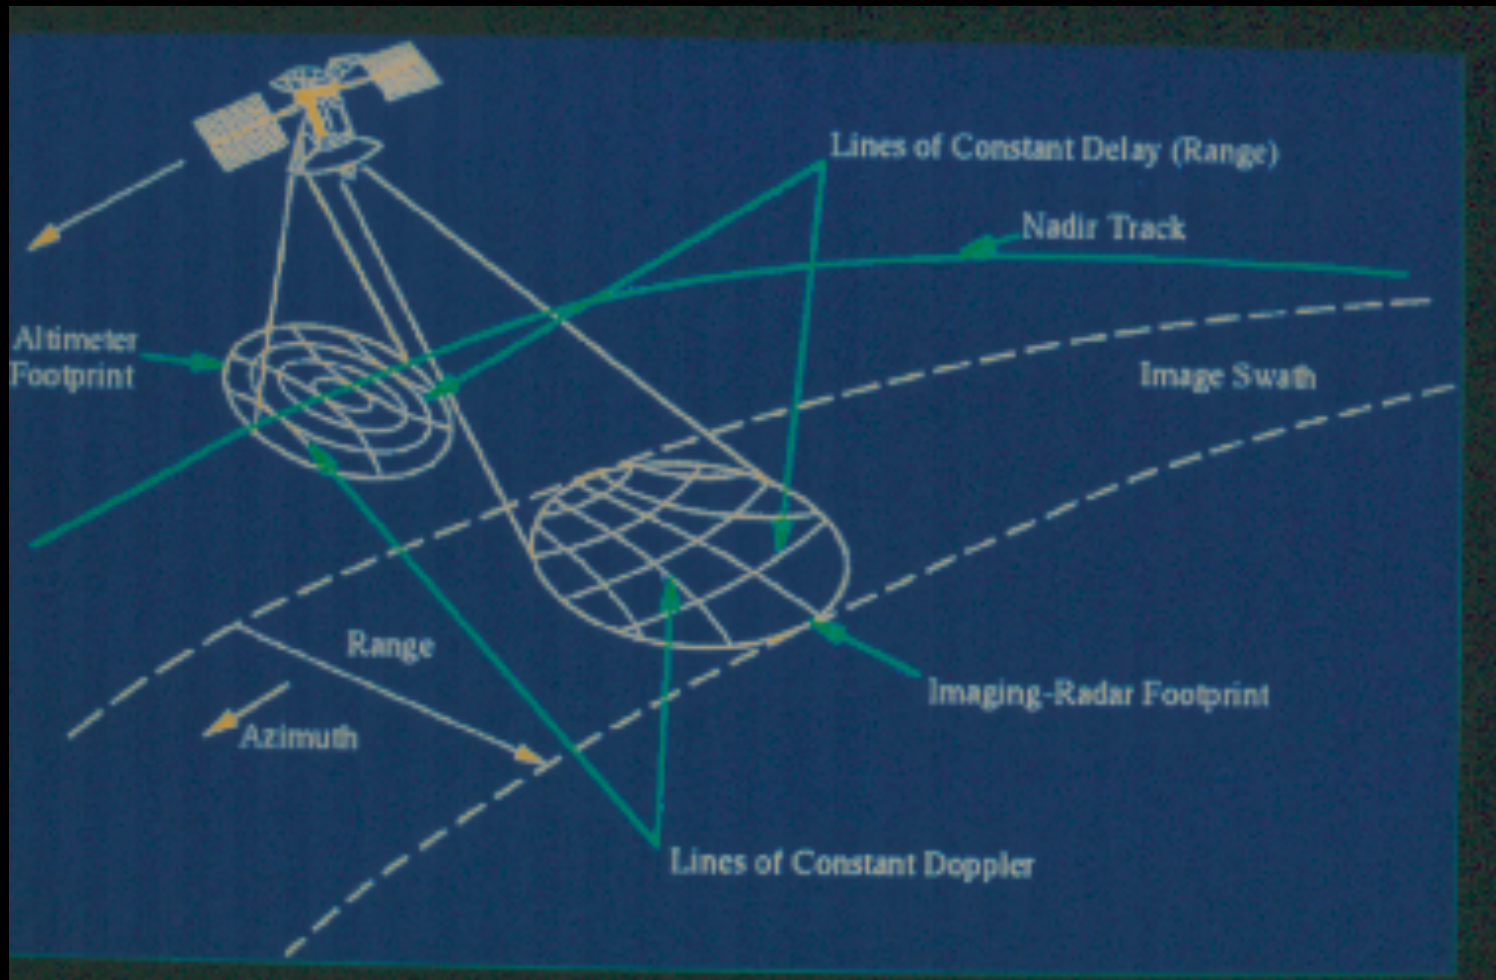 Lines of Constant Delay (Range)
Nadir Track
Altimeter
Footprint
Image Swath
Range
Azimuth
Imaging-Radar Footprint
Lines of Constant Doppler